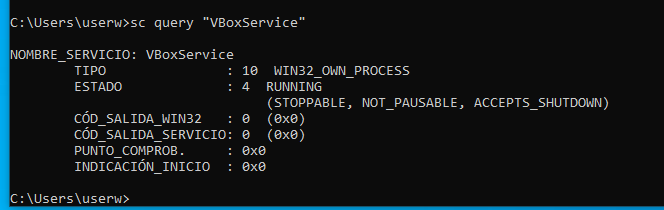 C:\Users\userw>sc query "VBoxService"
NOMBRE_SERVICIO: VBoxService
TIPO : 10 WIN32_OWN_PROCESS
ESTADO : 4 RUNNING
(STOPPABLE, NOT_PAUSABLE, ACCEPTS_SHUTDOWN)
CÓD_SALIDA_WIN32 : 0 (0x0)
CÓD_SALIDA_SERVICIO: 0 (0x0)
PUNTO_COMPROB. : 0x0
INDICACIÓN_INICIO : 0x0
C:\Users\userw>